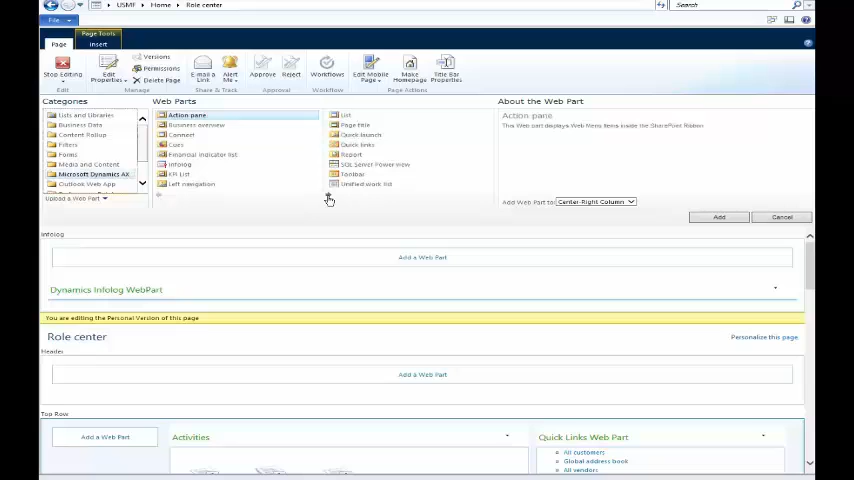 USMF ▸ Home ▸ Role center
Search
File
Page Tools
Page
Insert
Stop Editing
Edit Properties
Versions
Permissions
Delete Page
E-mail a Link
Alert Me
Approve
Reject
Workflows
Edit Mobile Page
Make Homepage
Title Bar Properties
Edit
Manage
Share & Track
Approval
Workflow
Page Actions
Categories
Lists and Libraries
Business Data
Content Rollup
Filters
Forms
Media and Content
Microsoft Dynamics AX
Outlook Web App
Upload a Web Part
Web Parts
Action pane
Business overview
Connect
Cues
Financial indicator list
Infolog
KPI List
Left navigation
List
Page title
Quick launch
Quick links
Report
SQL Server Power view
Toolbar
Unified work list
About the Web Part
Action pane
This Web part displays Web Menu items inside the SharePoint Ribbon
Add Web Part to: Center-Right Column
Add
Cancel
Infolog
Add a Web Part
Dynamics Infolog WebPart
You are editing the Personal Version of this page
Role center
Personalize this page
Header
Add a Web Part
Top Row
Add a Web Part
Activities
Quick Links Web Part
All customers
Global address book
All vendors